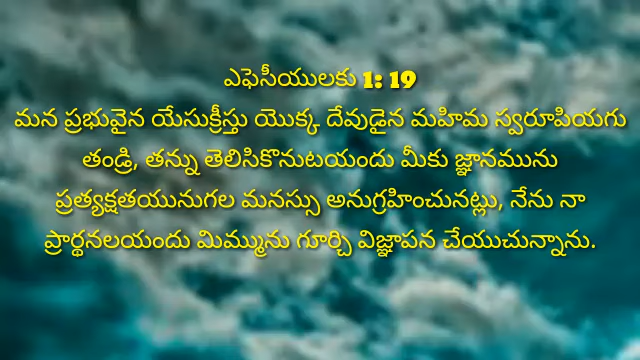 ఎఫెసీయులకు 1: 19
మన ప్రభువైన యేసుక్రీస్తు యొక్క దేవుడైన మహిమ స్వరూపియగు
తండ్రి, తన్ను తెలిసికొనుటయందు మీకు జ్ఞానమును
ప్రత్యక్షతయునుగల మనస్సు అనుగ్రహించునట్లు, నేను నా
ప్రార్థనలయందు మిమ్మును గూర్చి విజ్ఞాపన చేయుచున్నాను.